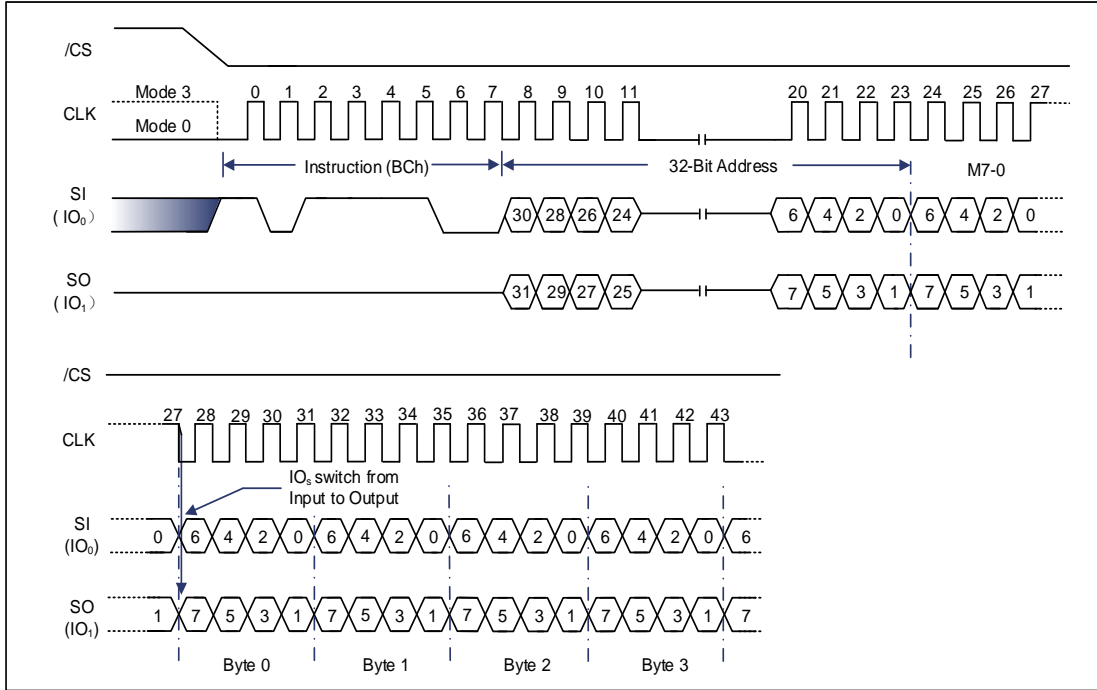 /CS
Mode 3 0 1 2 3 4 5 6 7 8 9 10 11 20 21 22 23 24 25 26 27
CLK
Mode 0
Instruction (BCh) 32-Bit Address M7-0
SI
( IO0） 30 28 26 24 6 4 2 0 6 4 2 0
SO
( IO1） 31 29 27 25 7 5 3 1 7 5 3 1
/CS
27 28 29 30 31 32 33 34 35 36 37 38 39 40 41 42 43
CLK
IOs switch from
Input to Output
SI
(IO0) 0 6 4 2 0 6 4 2 0 6 4 2 0 6 4 2 0 6
SO
(IO1) 1 7 5 3 1 7 5 3 1 7 5 3 1 7 5 3 1 7
Byte 0 Byte 1 Byte 2 Byte 3